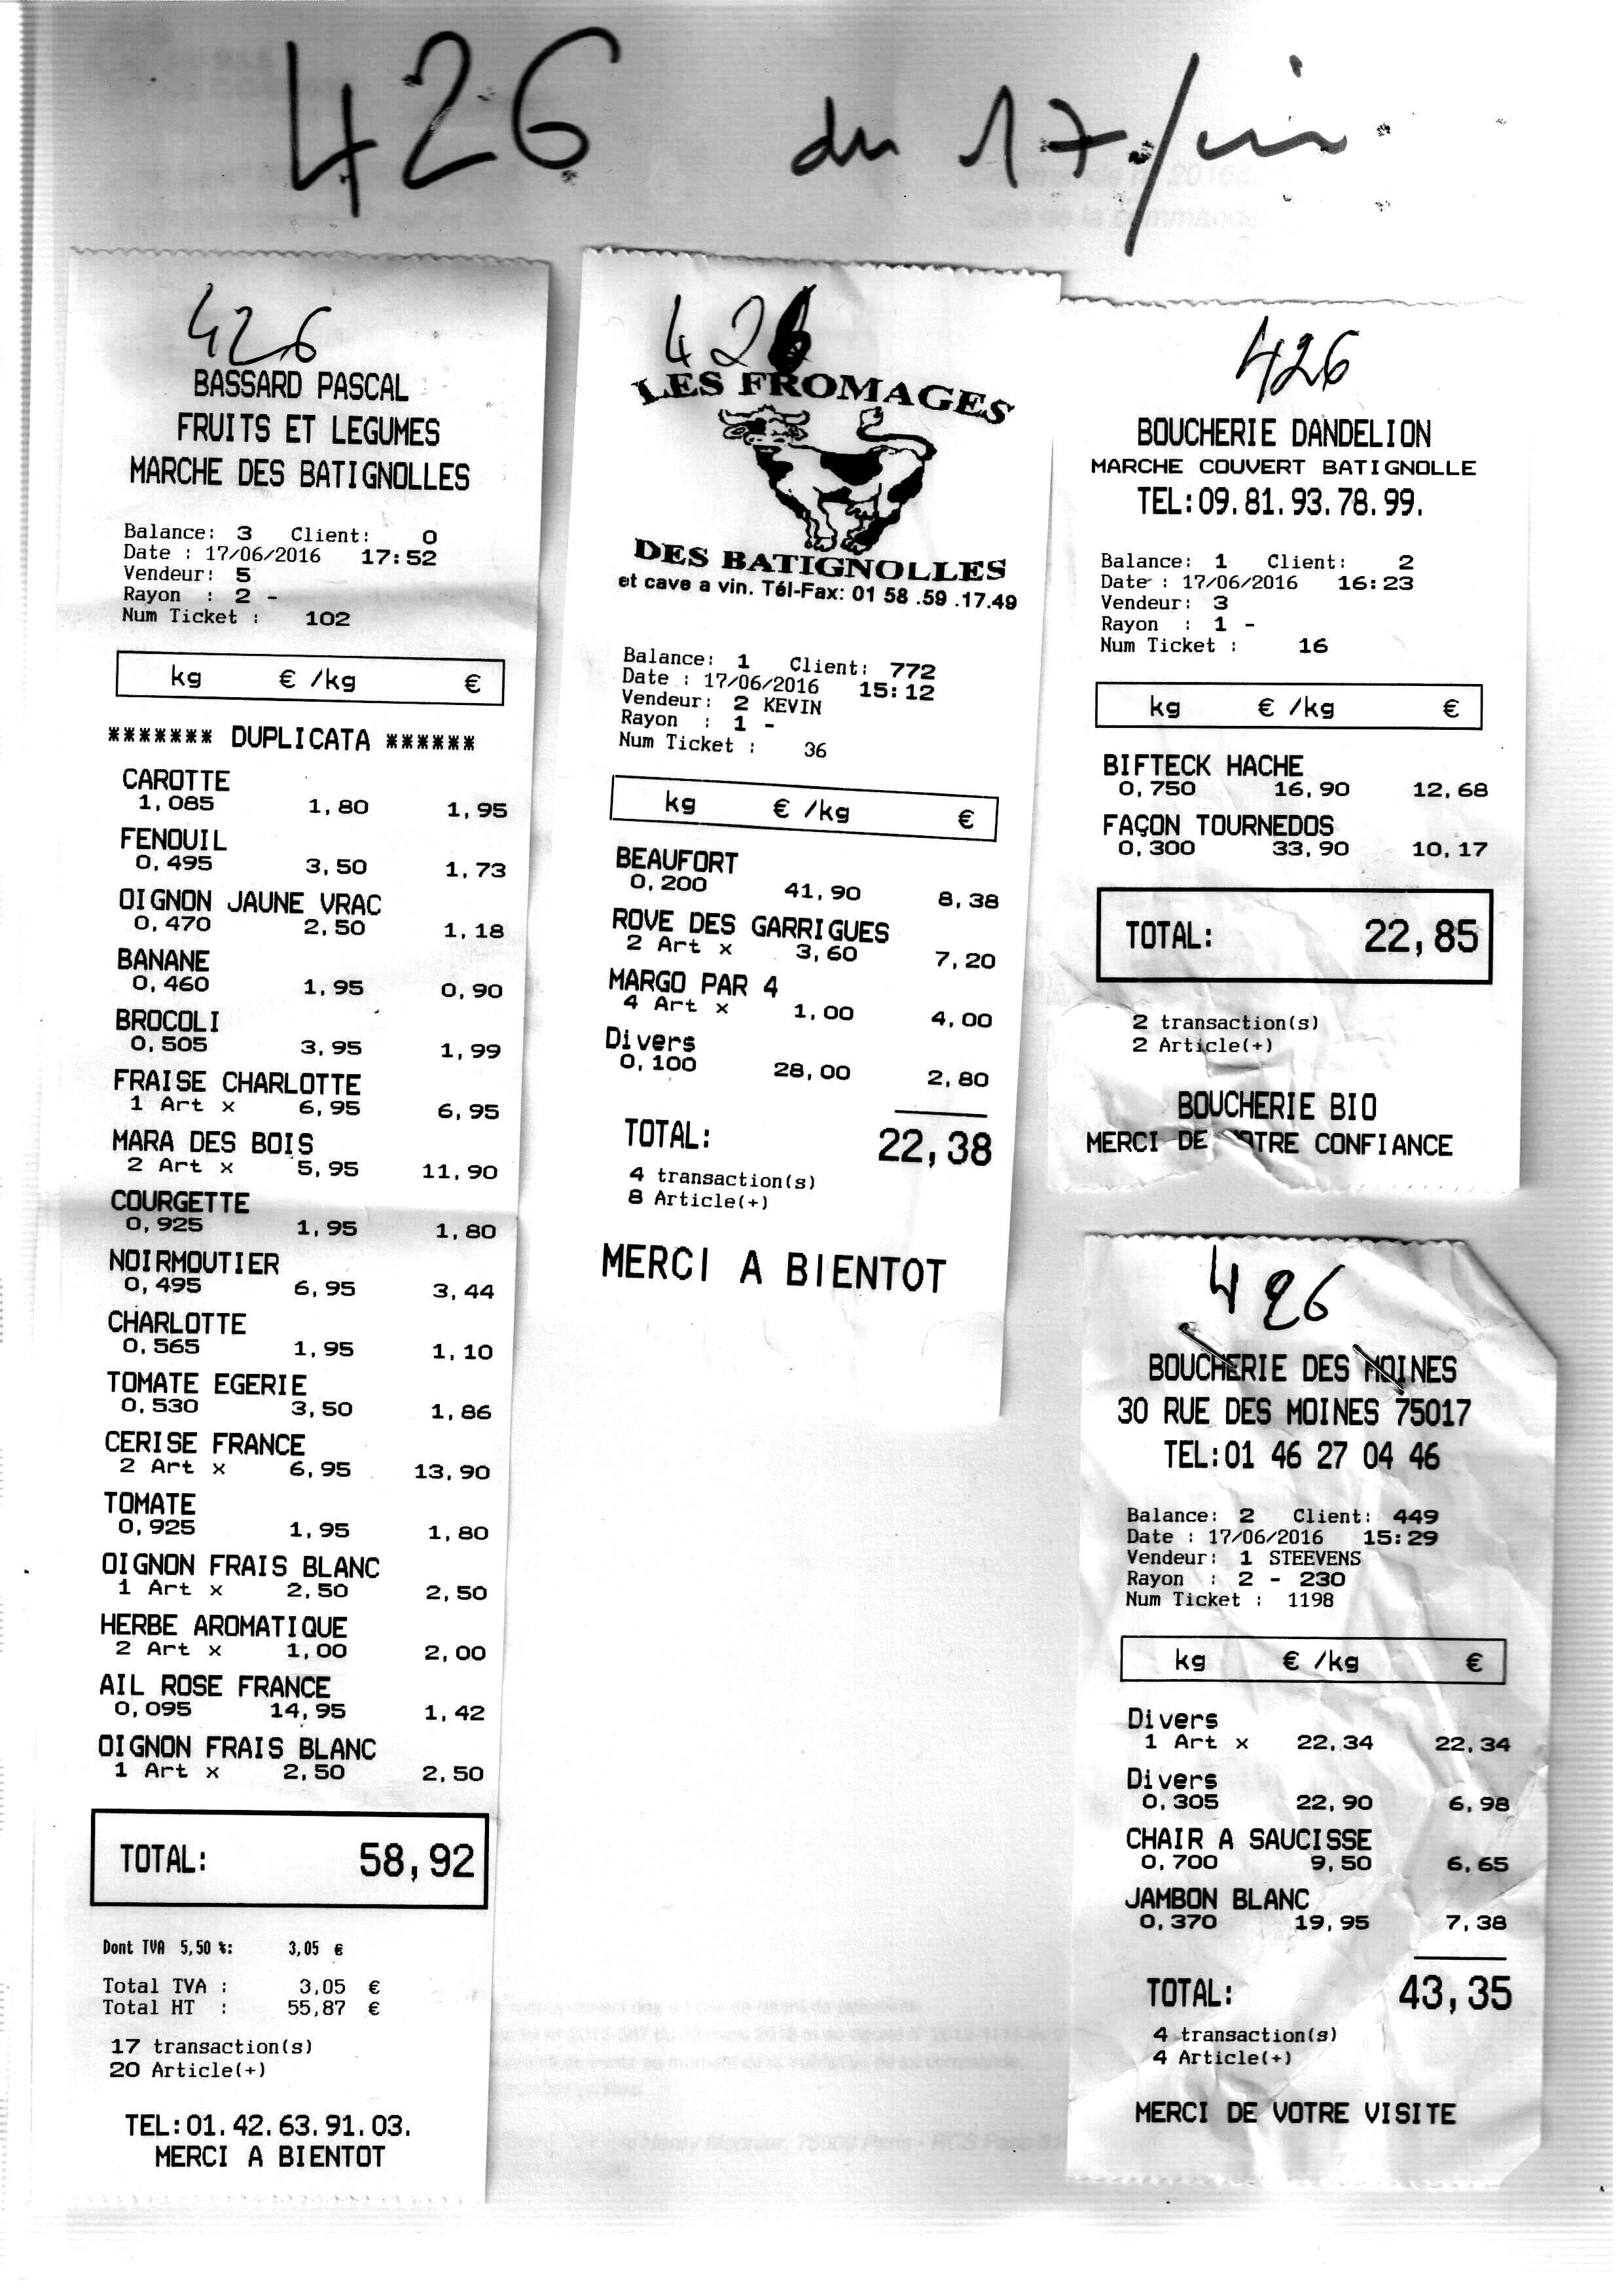 426 du 17/juin
426
BASSARD PASCAL
FRUITS ET LEGUMES
MARCHE DES BATIGNOLLES
Balance: 3 Client: 0
Date : 17/06/2016 17:52
Vendeur: 5
Rayon : 2 -
Num Ticket : 102
kg € /kg €
******* DUPLICATA ******
CAROTTE
1,085 1,80 1,95
FENOUIL
0,495 3,50 1,73
OIGNON JAUNE VRAC
0,470 2,50 1,18
BANANE
0,460 1,95 0,90
BROCOLI
0,505 3,95 1,99
FRAISE CHARLOTTE
1 Art x 6,95 6,95
MARA DES BOIS
2 Art x 5,95 11,90
COURGETTE
0,925 1,95 1,80
NOIRMOUTIER
0,495 6,95 3,44
CHARLOTTE
0,565 1,95 1,10
TOMATE EGERIE
0,530 3,50 1,86
CERISE FRANCE
2 Art x 6,95 13,90
TOMATE
0,925 1,95 1,80
OIGNON FRAIS BLANC
1 Art x 2,50 2,50
HERBE AROMATIQUE
2 Art x 1,00 2,00
AIL ROSE FRANCE
0,095 14,95 1,42
OIGNON FRAIS BLANC
1 Art x 2,50 2,50
TOTAL: 58,92
Dont TVA 5,50 %: 3,05 €
Total TVA : 3,05 €
Total HT : 55,87 €
17 transaction(s)
20 Article(+)
TEL:01.42.63.91.03.
MERCI A BIENTOT
426
LES FROMAGES
DES BATIGNOLLES
et cave a vin. Tél-Fax: 01 58 .59 .17.49
Balance: 1 Client: 772
Date : 17/06/2016 15:12
Vendeur: 2 KEVIN
Rayon : 1 -
Num Ticket : 36
kg € /kg €
BEAUFORT
0,200 41,90 8,38
ROVE DES GARRIGUES
2 Art x 3,60 7,20
MARGO PAR 4
4 Art x 1,00 4,00
Divers
0,100 28,00 2,80
TOTAL: 22,38
4 transaction(s)
8 Article(+)
MERCI A BIENTOT
426
BOUCHERIE DANDELION
MARCHE COUVERT BATIGNOLLE
TEL:09.81.93.78.99.
Balance: 1 Client: 2
Date : 17/06/2016 16:23
Vendeur: 3
Rayon : 1 -
Num Ticket : 16
kg € /kg €
BIFTECK HACHE
0,750 16,90 12,68
FAÇON TOURNEDOS
0,300 33,90 10,17
TOTAL: 22,85
2 transaction(s)
2 Article(+)
BOUCHERIE BIO
MERCI DE VOTRE CONFIANCE
426
BOUCHERIE DES MOINES
30 RUE DES MOINES 75017
TEL:01 46 27 04 46
Balance: 2 Client: 449
Date : 17/06/2016 15:29
Vendeur: 1 STEEVENS
Rayon : 2 - 230
Num Ticket : 1198
kg € /kg €
Divers
1 Art x 22,34 22,34
Divers
0,305 22,90 6,98
CHAIR A SAUCISSE
0,700 9,50 6,65
JAMBON BLANC
0,370 19,95 7,38
TOTAL: 43,35
4 transaction(s)
4 Article(+)
MERCI DE VOTRE VISITE